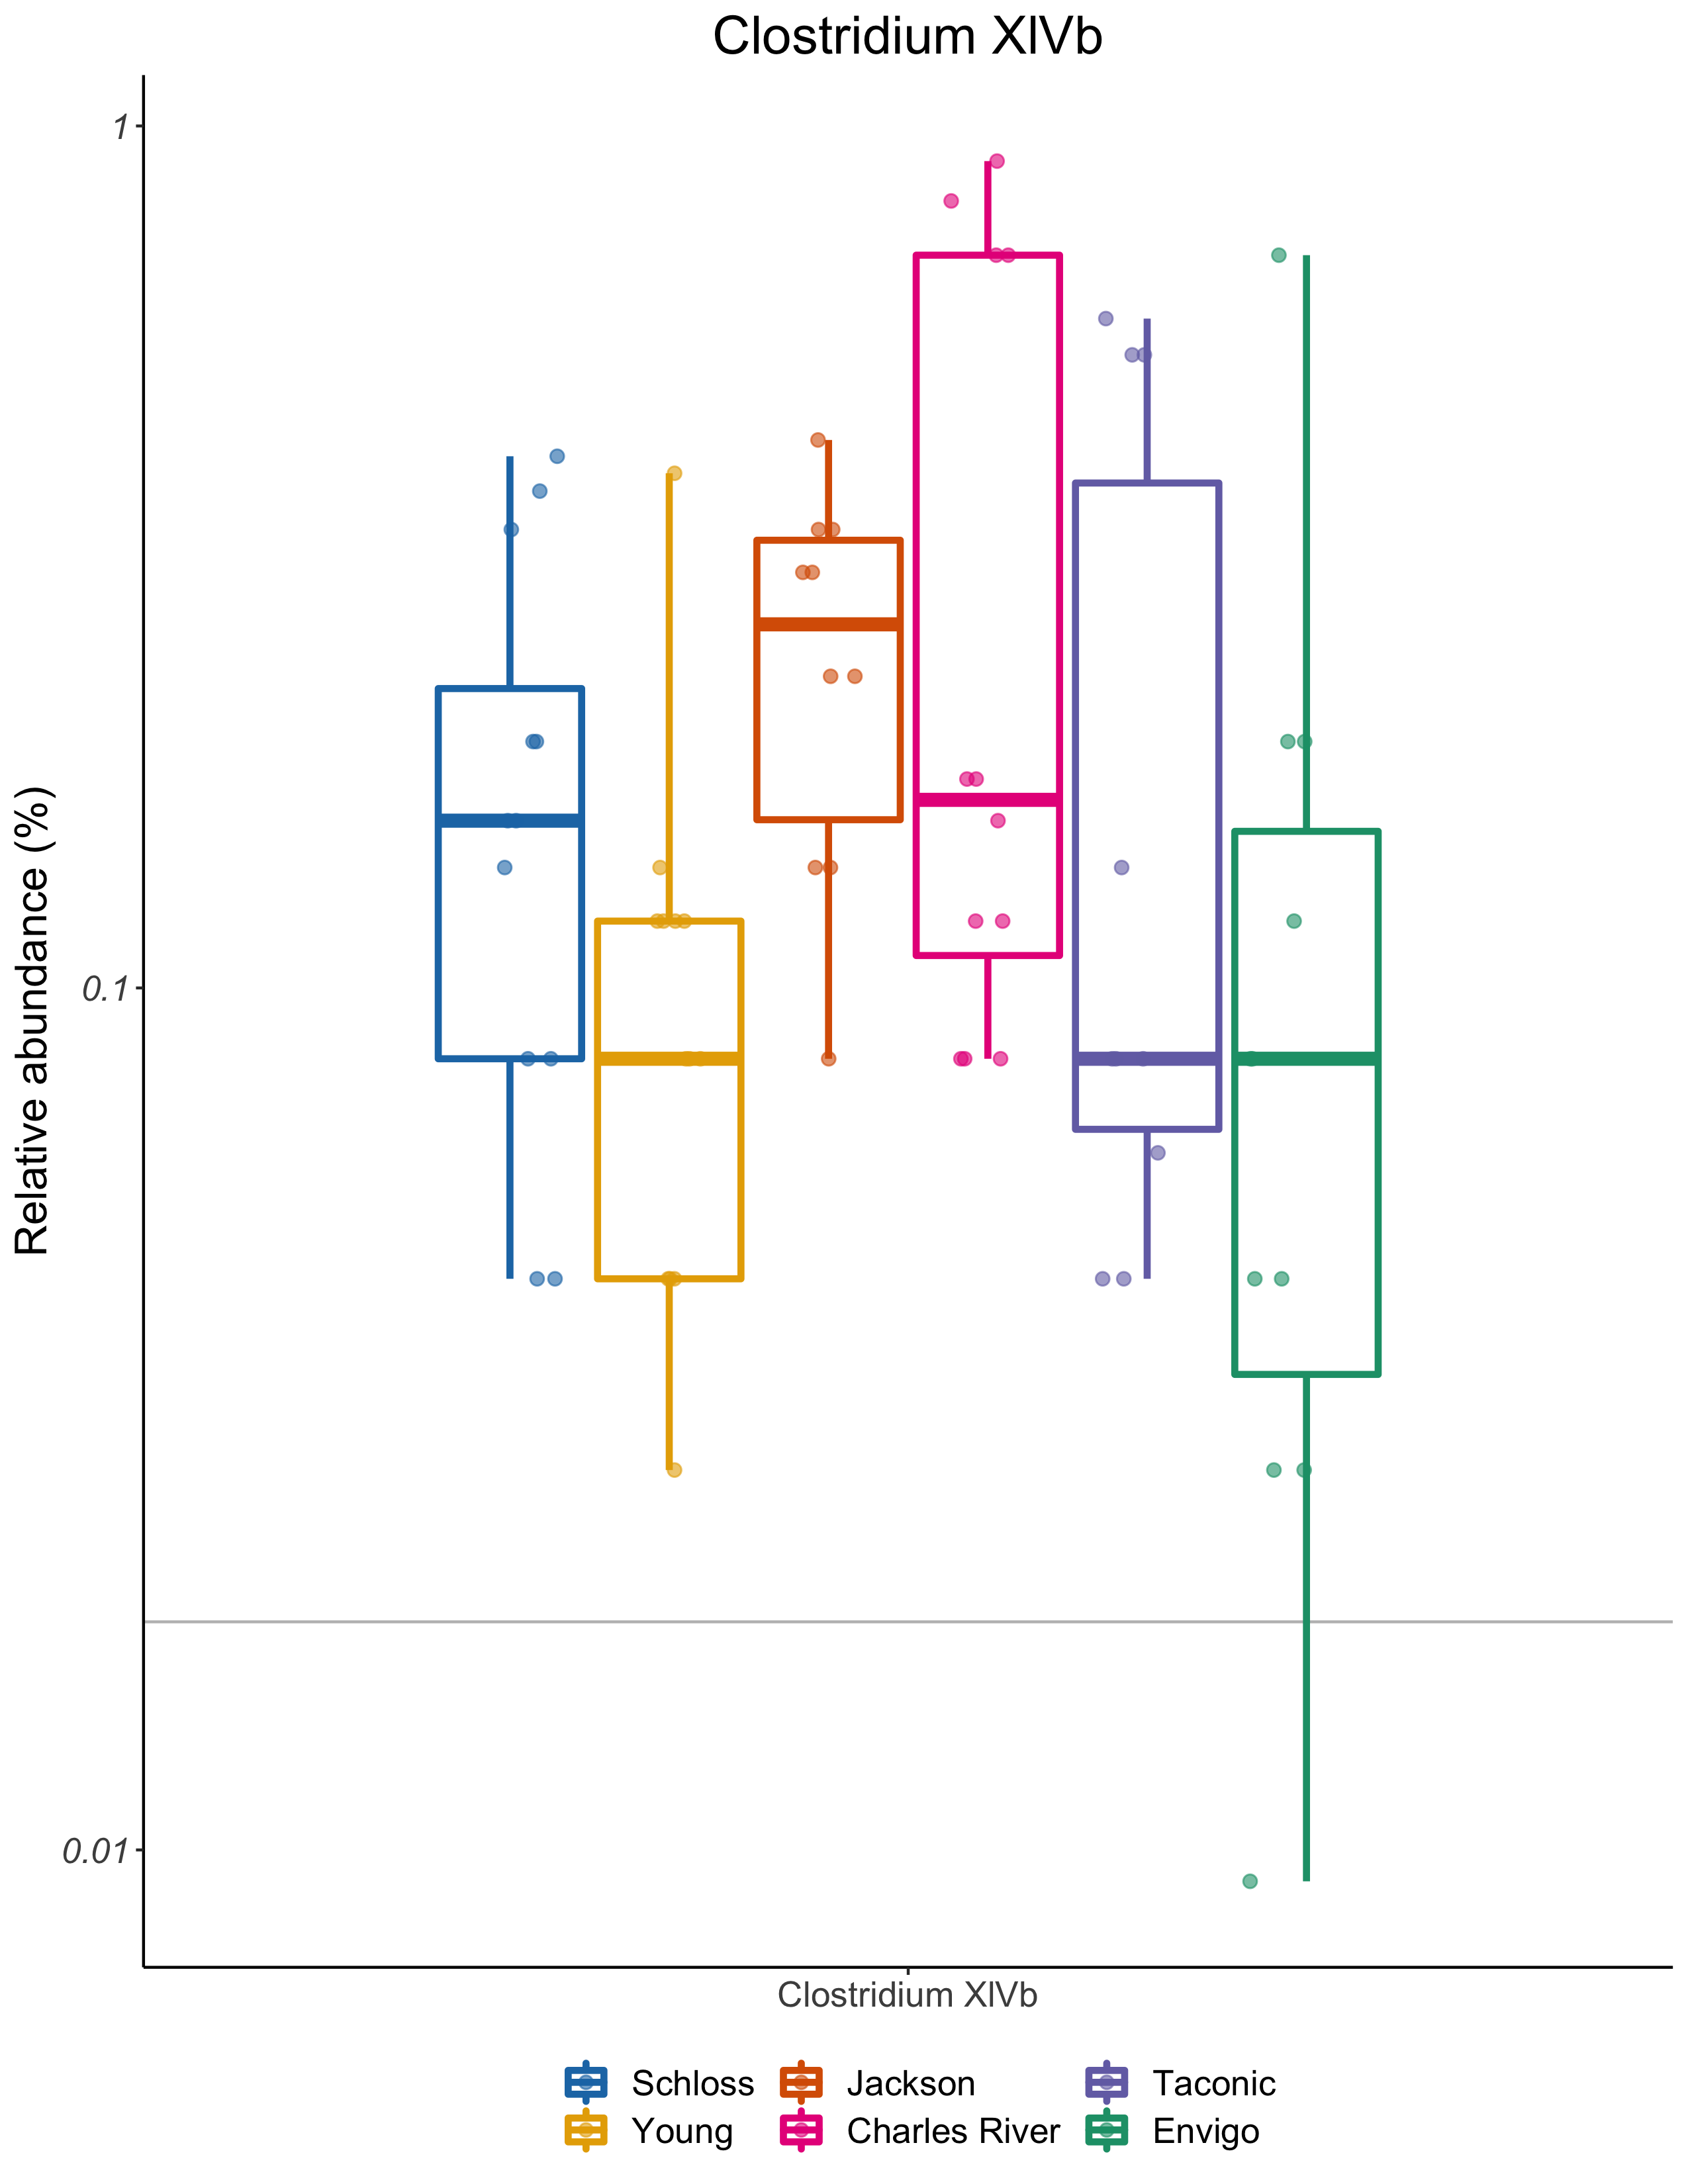 Clostridium XIVb
1
0.1
0.01
Relative abundance (%)
Clostridium XIVb
Schloss Jackson Taconic
Young Charles River Envigo